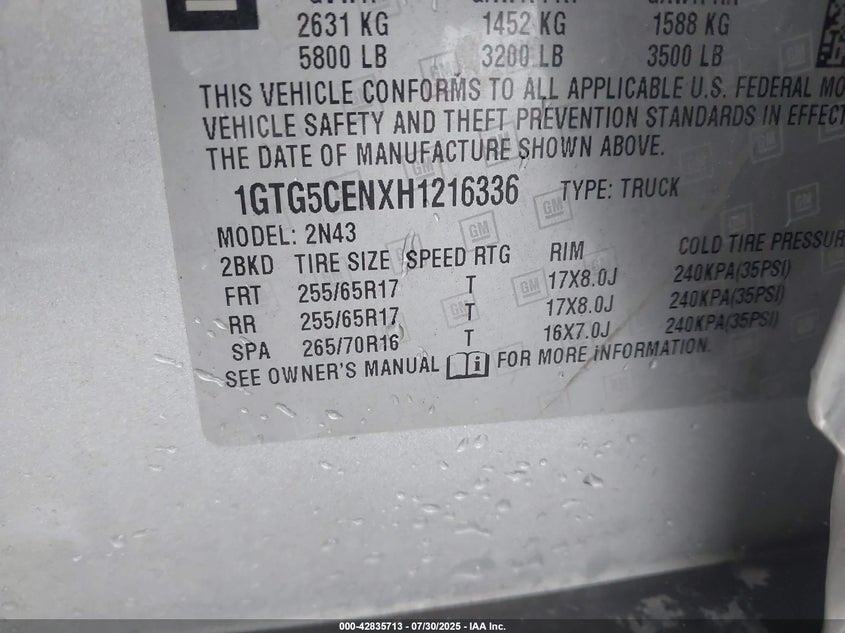 2631 KG 1452 KG 1588 KG
5800 LB 3200 LB 3500 LB
THIS VEHICLE CONFORMS TO ALL APPLICABLE U.S. FEDERAL MO
VEHICLE SAFETY AND THEFT PREVENTION STANDARDS IN EFFECT
THE DATE OF MANUFACTURE SHOWN ABOVE.
1GTG5CENXH1216336 TYPE: TRUCK
MODEL: 2N43
2BKD TIRE SIZE SPEED RTG RIM COLD TIRE PRESSUR
FRT 255/65R17 T 17X8.0J 240KPA(35PSI)
RR 255/65R17 T 17X8.0J 240KPA(35PSI)
SPA 265/70R16 T 16X7.0J 240KPA(35PSI)
SEE OWNER'S MANUAL FOR MORE INFORMATION.
000-42835713 - 07/30/2025 - IAA Inc.